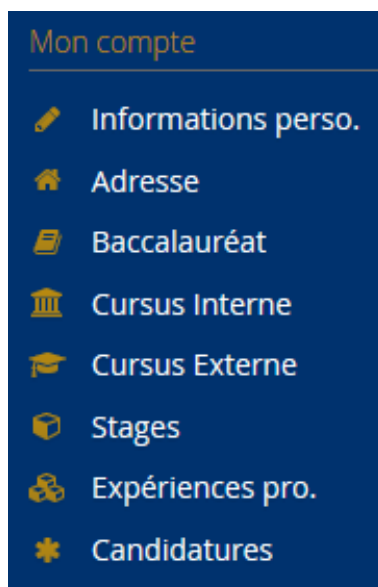 Mon compte
Informations perso.
Adresse
Baccalauréat
Cursus Interne
Cursus Externe
Stages
Expériences pro.
Candidatures